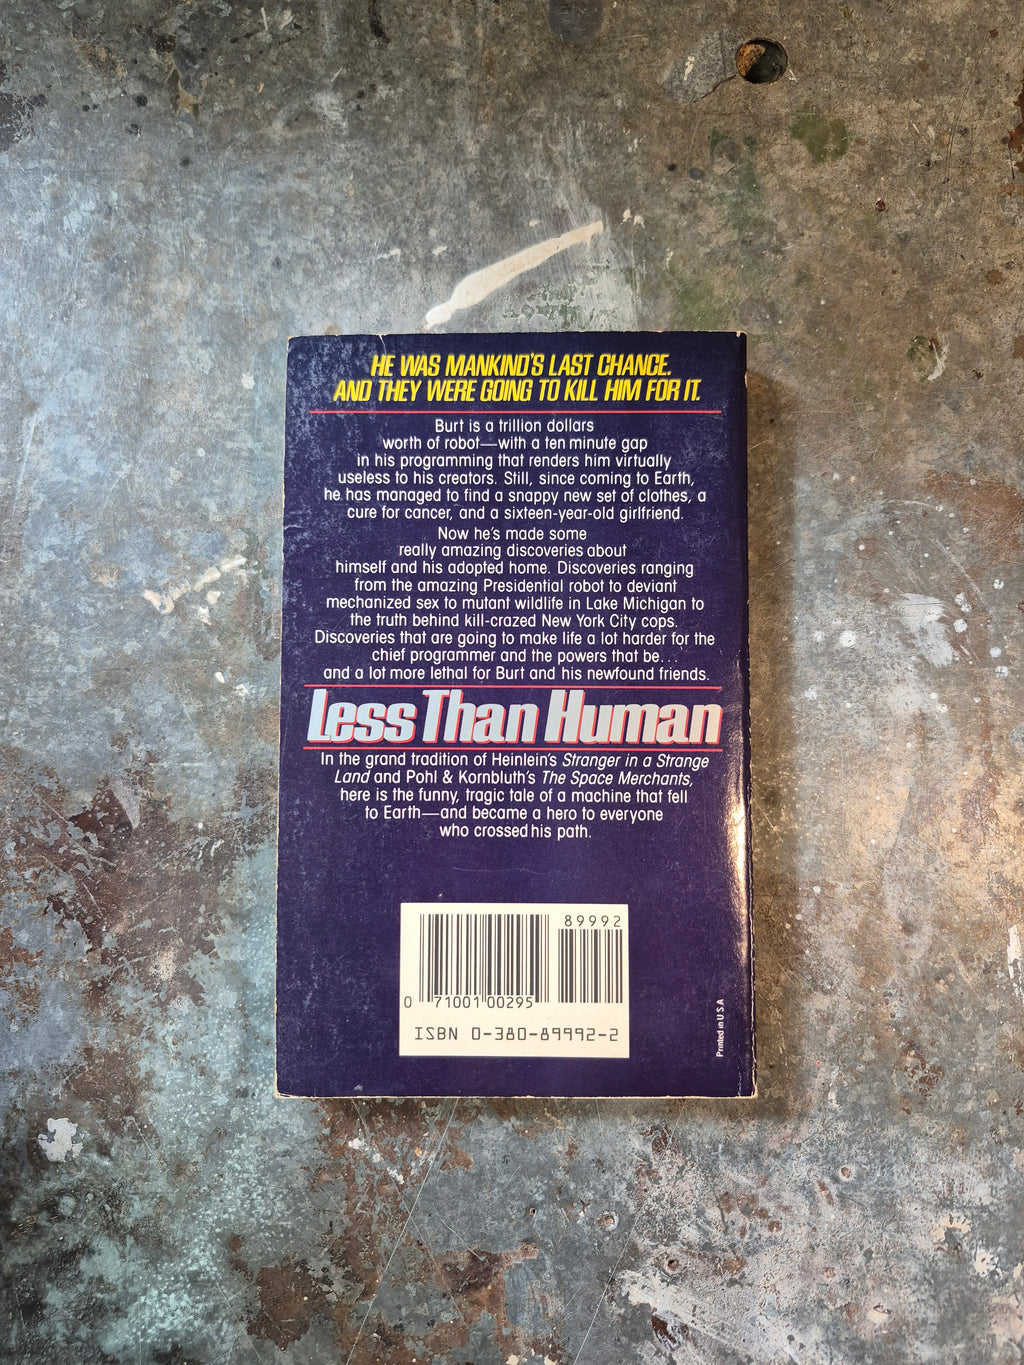 HE WAS MANKIND'S LAST CHANCE.
AND THEY WERE GOING TO KILL HIM FOR IT.
Burt is a trillion dollars
worth of robot—with a ten minute gap
in his programming that renders him virtually
useless to his creators. Still, since coming to Earth,
he has managed to find a snappy new set of clothes, a
cure for cancer, and a sixteen-year-old girlfriend.
Now he's made some
really amazing discoveries about
himself and his adopted home. Discoveries ranging
from the amazing Presidential robot to deviant
mechanized sex to mutant wildlife in Lake Michigan to
the truth behind kill-crazed New York City cops.
Discoveries that are going to make life a lot harder for the
chief programmer and the powers that be...
and a lot more lethal for Burt and his newfound friends.
Less Than Human
In the grand tradition of Heinlein's Stranger in a Strange
Land and Pohl & Kornbluth's The Space Merchants,
here is the funny, tragic tale of a machine that fell
to Earth—and became a hero to everyone
who crossed his path.
89992
0 71001 00295
ISBN 0-380-89992-2
Printed in U S A